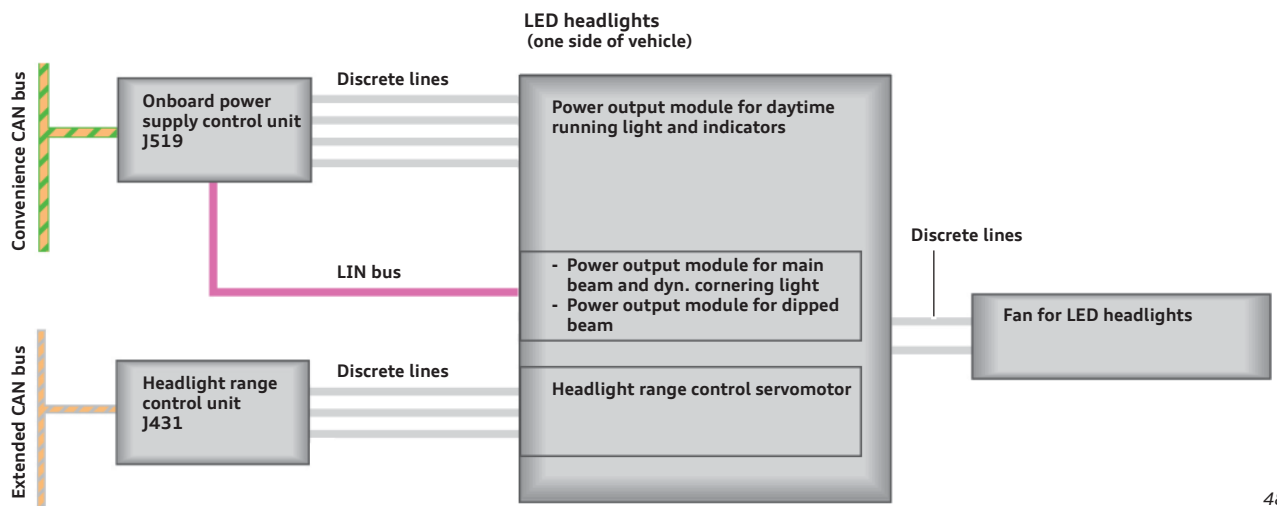 LED headlights
(one side of vehicle)
Convenience CAN bus
Onboard power
supply control unit
J519
Discrete lines
Power output module for daytime
running light and indicators
LIN bus
- Power output module for main
beam and dyn. cornering light
- Power output module for dipped
beam
Discrete lines
Fan for LED headlights
Extended CAN bus
Headlight range
control unit
J431
Discrete lines
Headlight range control servomotor